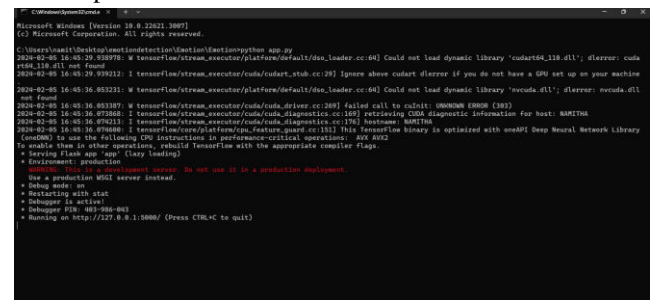 C:\Windows\System32\cmd.e
Microsoft Windows [Version 10.0.22621.3007]
(c) Microsoft Corporation. All rights reserved.
C:\Users\namit\Desktop\emotiondetection\Emotion\Emotion>python app.py
2024-02-05 16:45:29.938978: W tensorflow/stream_executor/platform/default/dso_loader.cc:64] Could not load dynamic library 'cudart64_110.dll'; dlerror: cuda
rt64_110.dll not found
2024-02-05 16:45:29.939212: I tensorflow/stream_executor/cuda/cudart_stub.cc:29] Ignore above cudart dlerror if you do not have a GPU set up on your machine
.
2024-02-05 16:45:36.053231: W tensorflow/stream_executor/platform/default/dso_loader.cc:64] Could not load dynamic library 'nvcuda.dll'; dlerror: nvcuda.dll
not found
2024-02-05 16:45:36.053387: W tensorflow/stream_executor/cuda/cuda_driver.cc:269] failed call to cuInit: UNKNOWN ERROR (303)
2024-02-05 16:45:36.073868: I tensorflow/stream_executor/cuda/cuda_diagnostics.cc:169] retrieving CUDA diagnostic information for host: NAMITHA
2024-02-05 16:45:36.074213: I tensorflow/stream_executor/cuda/cuda_diagnostics.cc:176] hostname: NAMITHA
2024-02-05 16:45:36.074600: I tensorflow/core/platform/cpu_feature_guard.cc:151] This TensorFlow binary is optimized with oneAPI Deep Neural Network Library
(oneDNN) to use the following CPU instructions in performance-critical operations: AVX AVX2
To enable them in other operations, rebuild TensorFlow with the appropriate compiler flags.
* Serving Flask app 'app' (lazy loading)
* Environment: production
WARNING: This is a development server. Do not use it in a production deployment.
Use a production WSGI server instead.
* Debug mode: on
* Restarting with stat
* Debugger is active!
* Debugger PIN: 403-986-043
* Running on http://127.0.0.1:5000/ (Press CTRL+C to quit)